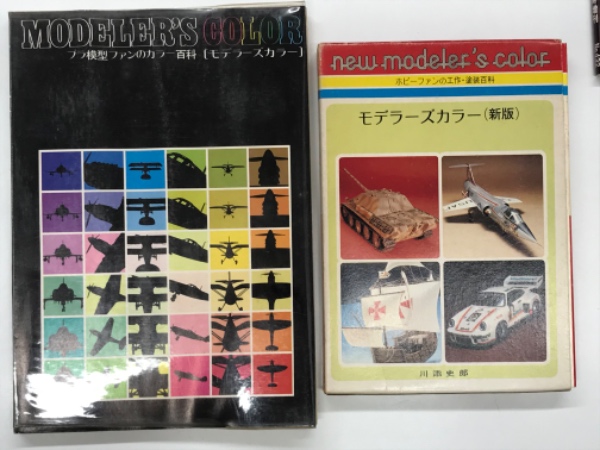 MODELER'S COLOR
プラ模型ファンのカラー百科〔モデラーズカラー〕
new modeler's color
ホビーファンの工作・塗装百科
モデラーズカラー（新版）
川添史郎